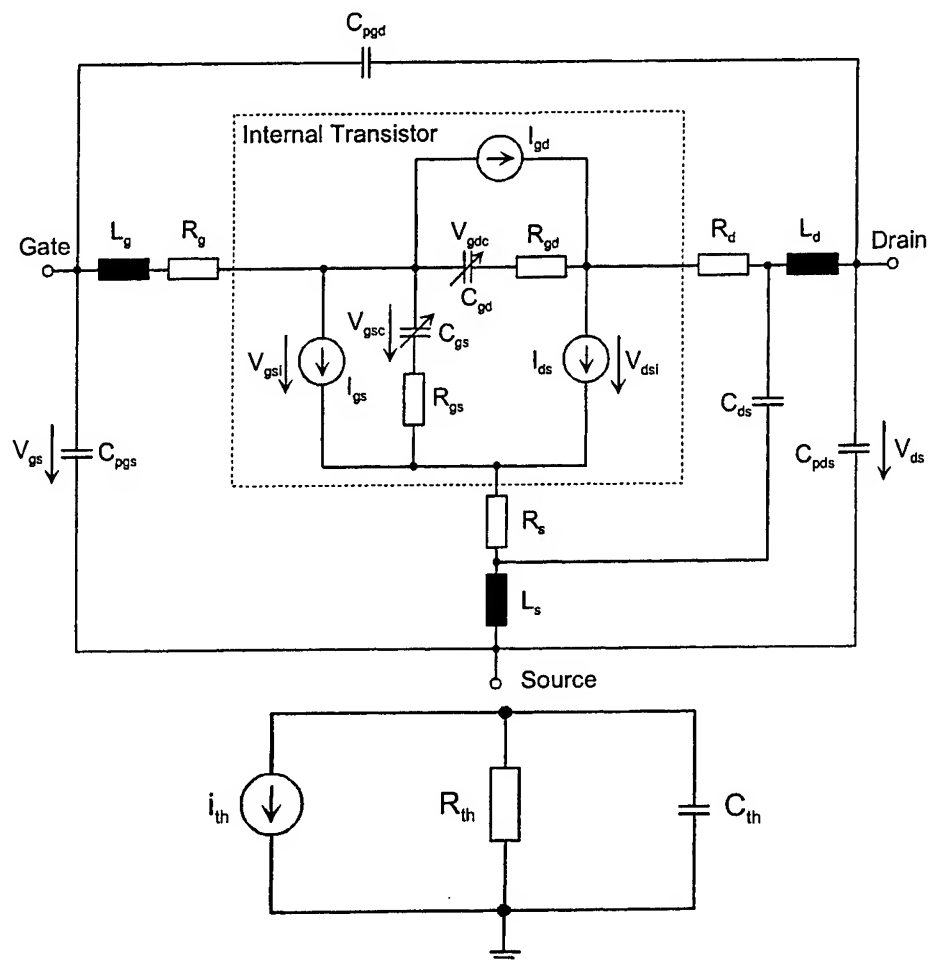 C_pgd
Internal Transistor
I_gd
Gate
L_g
R_g
V_gdc
R_gd
C_gd
R_d
L_d
Drain
V_gsc
C_gs
V_gsi
I_gs
R_gs
I_ds
V_dsi
C_ds
V_gs
C_pgs
C_pds
V_ds
R_s
L_s
Source
i_th
R_th
C_th